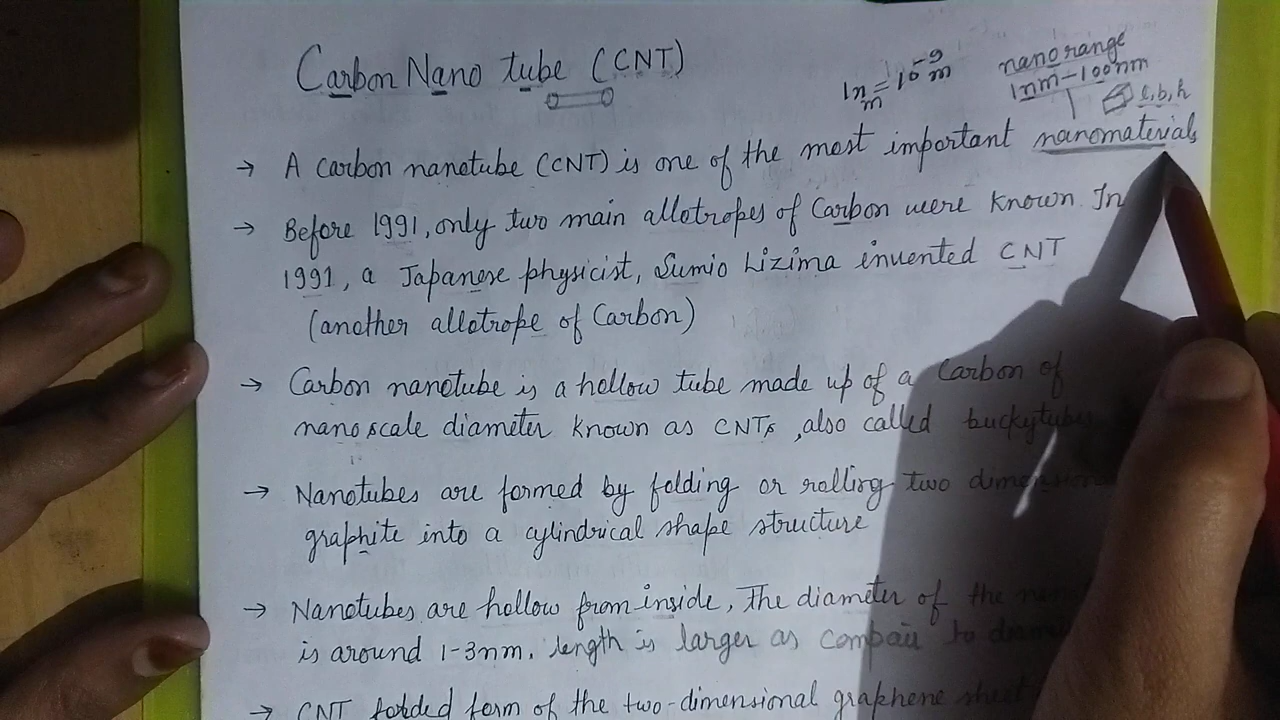 Carbon Nano tube (CNT)
1nm = 10⁻⁹ m
nanorange
1nm-100nm
l,b,h
→ A carbon nanotube (CNT) is one of the most important nanomaterials
→ Before 1991, only two main allotropes of Carbon were known In
1991, a Japanese physicist, Sumio Lizima invented CNT
(another allotrope of Carbon)
→ Carbon nanotube is a hollow tube made up of a Carbon of
nano scale diameter known as CNTs, also called buckytubes
→ Nanotubes are formed by folding or rolling two dimensional
graphite into a cylindrical shape structure
→ Nanotubes are hollow from inside, The diameter of the
is around 1-3nm. length is larger as compair to
→ CNT folded form of the two-dimensional graphene sheet